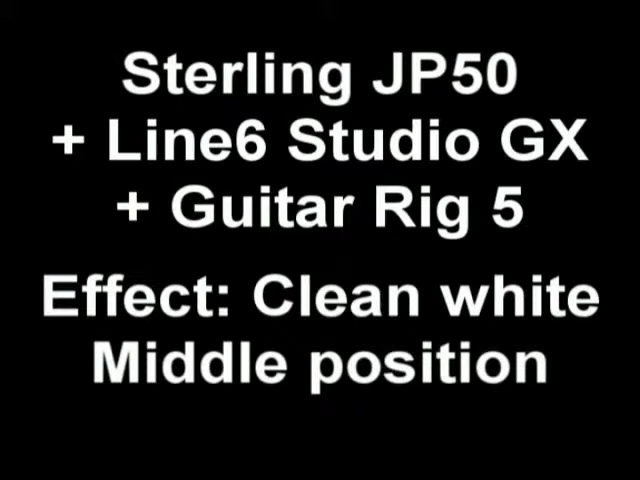 Sterling JP50
+ Line6 Studio GX
+ Guitar Rig 5
Effect: Clean white
Middle position